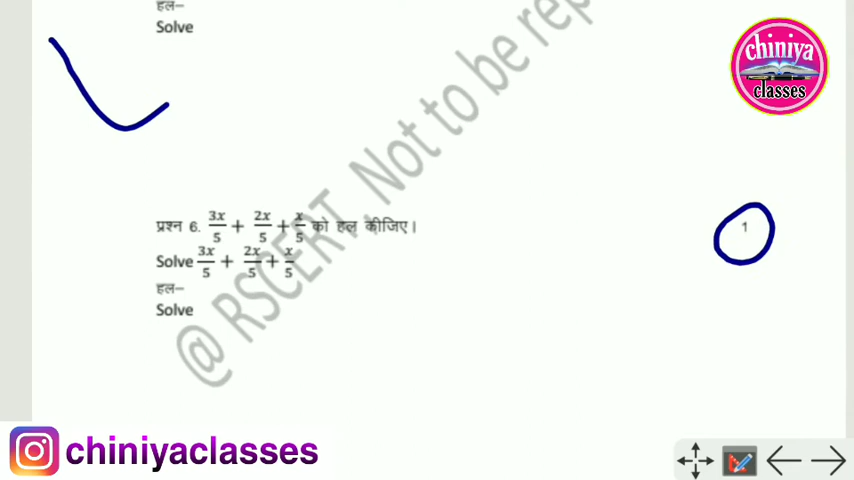 हल–
Solve
chiniya
classes
प्रश्न 6. 3x/5 + 2x/5 + x/5 को हल कीजिए।
1
Solve 3x/5 + 2x/5 + x/5
हल–
Solve
@ RSCERT, Not to be rep
chiniyaclasses